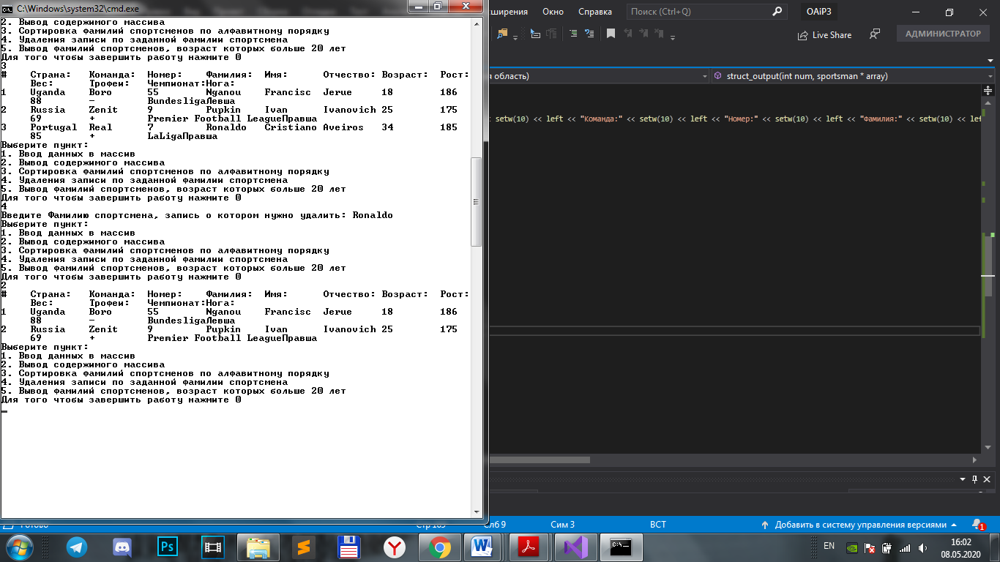 C:\Windows\system32\cmd.exe
2. Вывод содержимого массива
3. Сортировка фамилий спортсменов по алфавитному порядку
4. Удаления записи по заданной фамилии спортсмена
5. Вывод фамилий спортсменов, возраст которых больше 20 лет
Для того чтобы завершить работу нажмите 0
3
# Страна: Команда: Номер: Фамилия: Имя: Отчество: Возраст: Рост:
Вес: Трофеи: Чемпионат:Нога:
1 Uganda Boro 55 Nganou Francisc Jerue 18 186
88 - BundesligaЛевша
2 Russia Zenit 9 Pupkin Ivan Ivanovich 25 175
69 + Premier Football LeagueПравша
3 Portugal Real 7 Ronaldo Cristiano Aveiros 34 185
85 + LaLigaПравша
Выберите пункт:
1. Ввод данных в массив
2. Вывод содержимого массива
3. Сортировка фамилий спортсменов по алфавитному порядку
4. Удаления записи по заданной фамилии спортсмена
5. Вывод фамилий спортсменов, возраст которых больше 20 лет
Для того чтобы завершить работу нажмите 0
4
Введите Фамилию спортсмена, запись о котором нужно удалить: Ronaldo
Выберите пункт:
1. Ввод данных в массив
2. Вывод содержимого массива
3. Сортировка фамилий спортсменов по алфавитному порядку
4. Удаления записи по заданной фамилии спортсмена
5. Вывод фамилий спортсменов, возраст которых больше 20 лет
Для того чтобы завершить работу нажмите 0
2
# Страна: Команда: Номер: Фамилия: Имя: Отчество: Возраст: Рост:
Вес: Трофеи: Чемпионат:Нога:
1 Uganda Boro 55 Nganou Francisc Jerue 18 186
88 - BundesligaЛевша
2 Russia Zenit 9 Pupkin Ivan Ivanovich 25 175
69 + Premier Football LeagueПравша
Выберите пункт:
1. Ввод данных в массив
2. Вывод содержимого массива
3. Сортировка фамилий спортсменов по алфавитному порядку
4. Удаления записи по заданной фамилии спортсмена
5. Вывод фамилий спортсменов, возраст которых больше 20 лет
Для того чтобы завершить работу нажмите 0
сширения Окно Справка Поиск (Ctrl+Q) OAiP3
Live Share АДМИНИСТРАТОР
я область) struct_output(int num, sportsman * array)
setw(10) << left << "Команда:" << setw(10) << left << "Номер:" << setw(10) << left << "Фамилия:" << setw(10) << lef
Сим 3 ВСТ Добавить в систему управления версиями 1
Ps W EN 16:02
08.05.2020